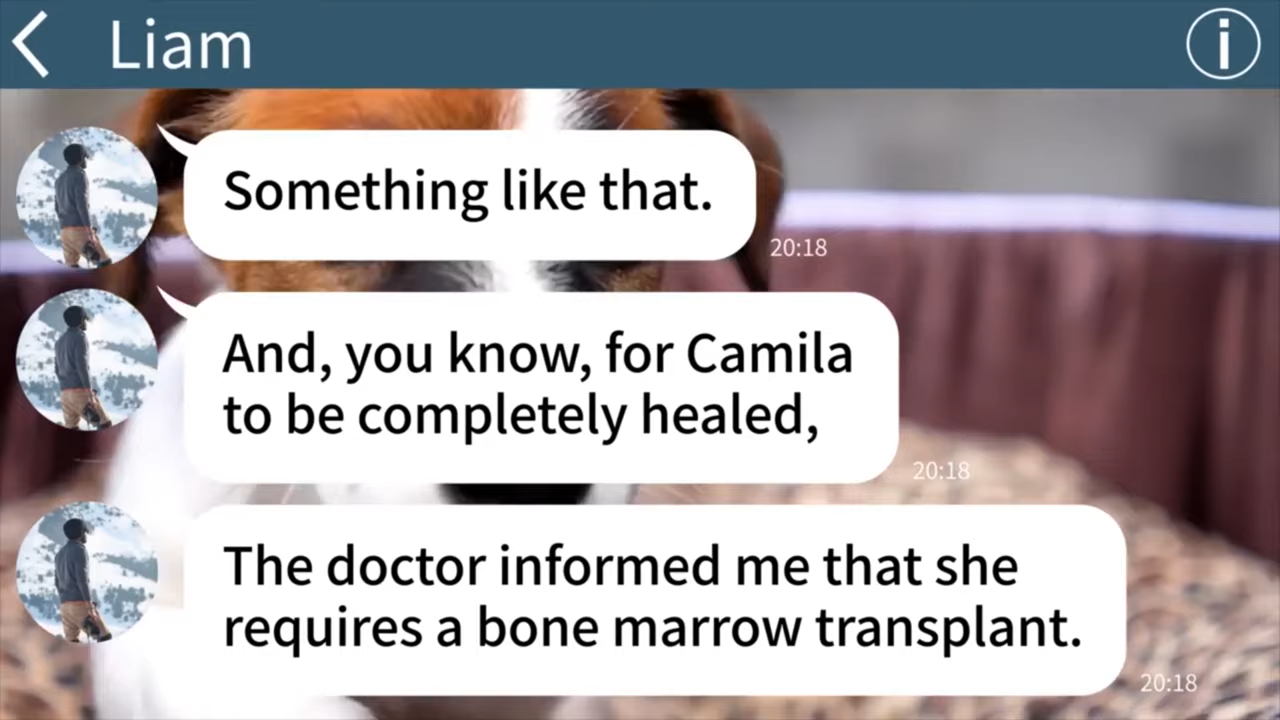 Liam
i
Something like that.
20:18
And, you know, for Camila
to be completely healed,
20:18
The doctor informed me that she
requires a bone marrow transplant.
20:18